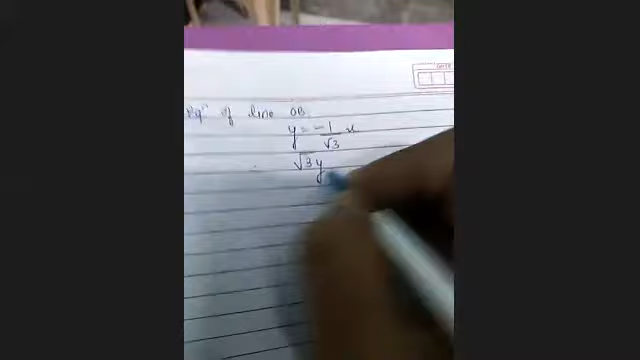 Eqⁿ of line OB.
y = -1/√3 x
√3 y